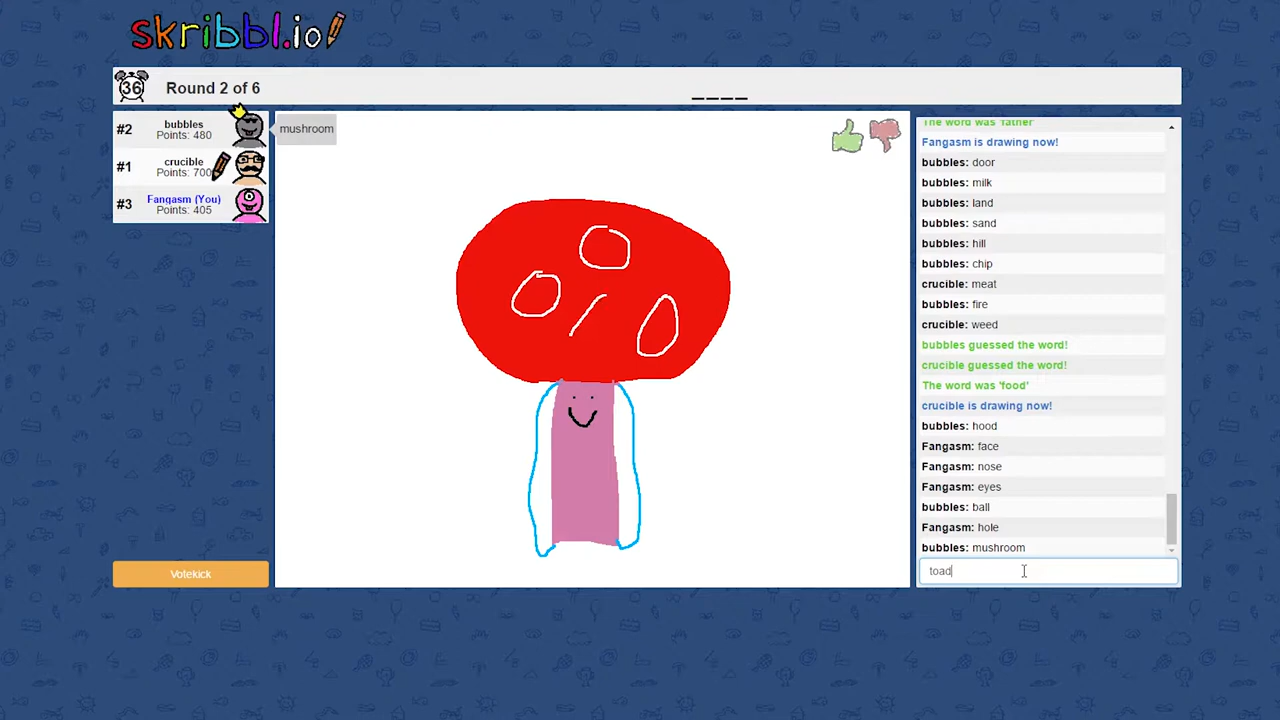 skribbl.io
36
Round 2 of 6
____
#2
bubbles
Points: 480
mushroom
#1
crucible
Points: 700
#3
Fangasm (You)
Points: 405
The word was 'father'
Fangasm is drawing now!
bubbles: door
bubbles: milk
bubbles: land
bubbles: sand
bubbles: hill
bubbles: chip
crucible: meat
bubbles: fire
crucible: weed
bubbles guessed the word!
crucible guessed the word!
The word was 'food'
crucible is drawing now!
bubbles: hood
Fangasm: face
Fangasm: nose
Fangasm: eyes
bubbles: ball
Fangasm: hole
bubbles: mushroom
toad
Votekick